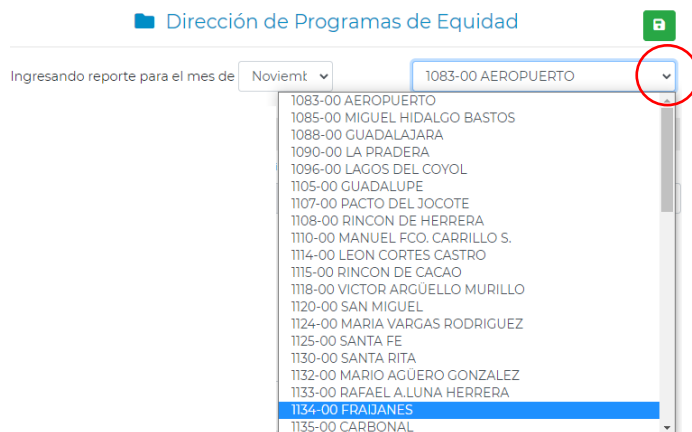 Dirección de Programas de Equidad
Ingresando reporte para el mes de Noviemb 1083-00 AEROPUERTO
1083-00 AEROPUERTO
1085-00 MIGUEL HIDALGO BASTOS
1088-00 GUADALAJARA
1090-00 LA PRADERA
1096-00 LAGOS DEL COYOL
1105-00 GUADALUPE
1107-00 PACTO DEL JOCOTE
1108-00 RINCON DE HERRERA
1110-00 MANUEL FCO. CARRILLO S.
1114-00 LEON CORTES CASTRO
1115-00 RINCON DE CACAO
1118-00 VICTOR ARGÜELLO MURILLO
1120-00 SAN MIGUEL
1124-00 MARIA VARGAS RODRIGUEZ
1125-00 SANTA FE
1130-00 SANTA RITA
1132-00 MARIO AGÜERO GONZALEZ
1133-00 RAFAEL A.LUNA HERRERA
1134-00 FRAIJANES
1135-00 CARBONAL